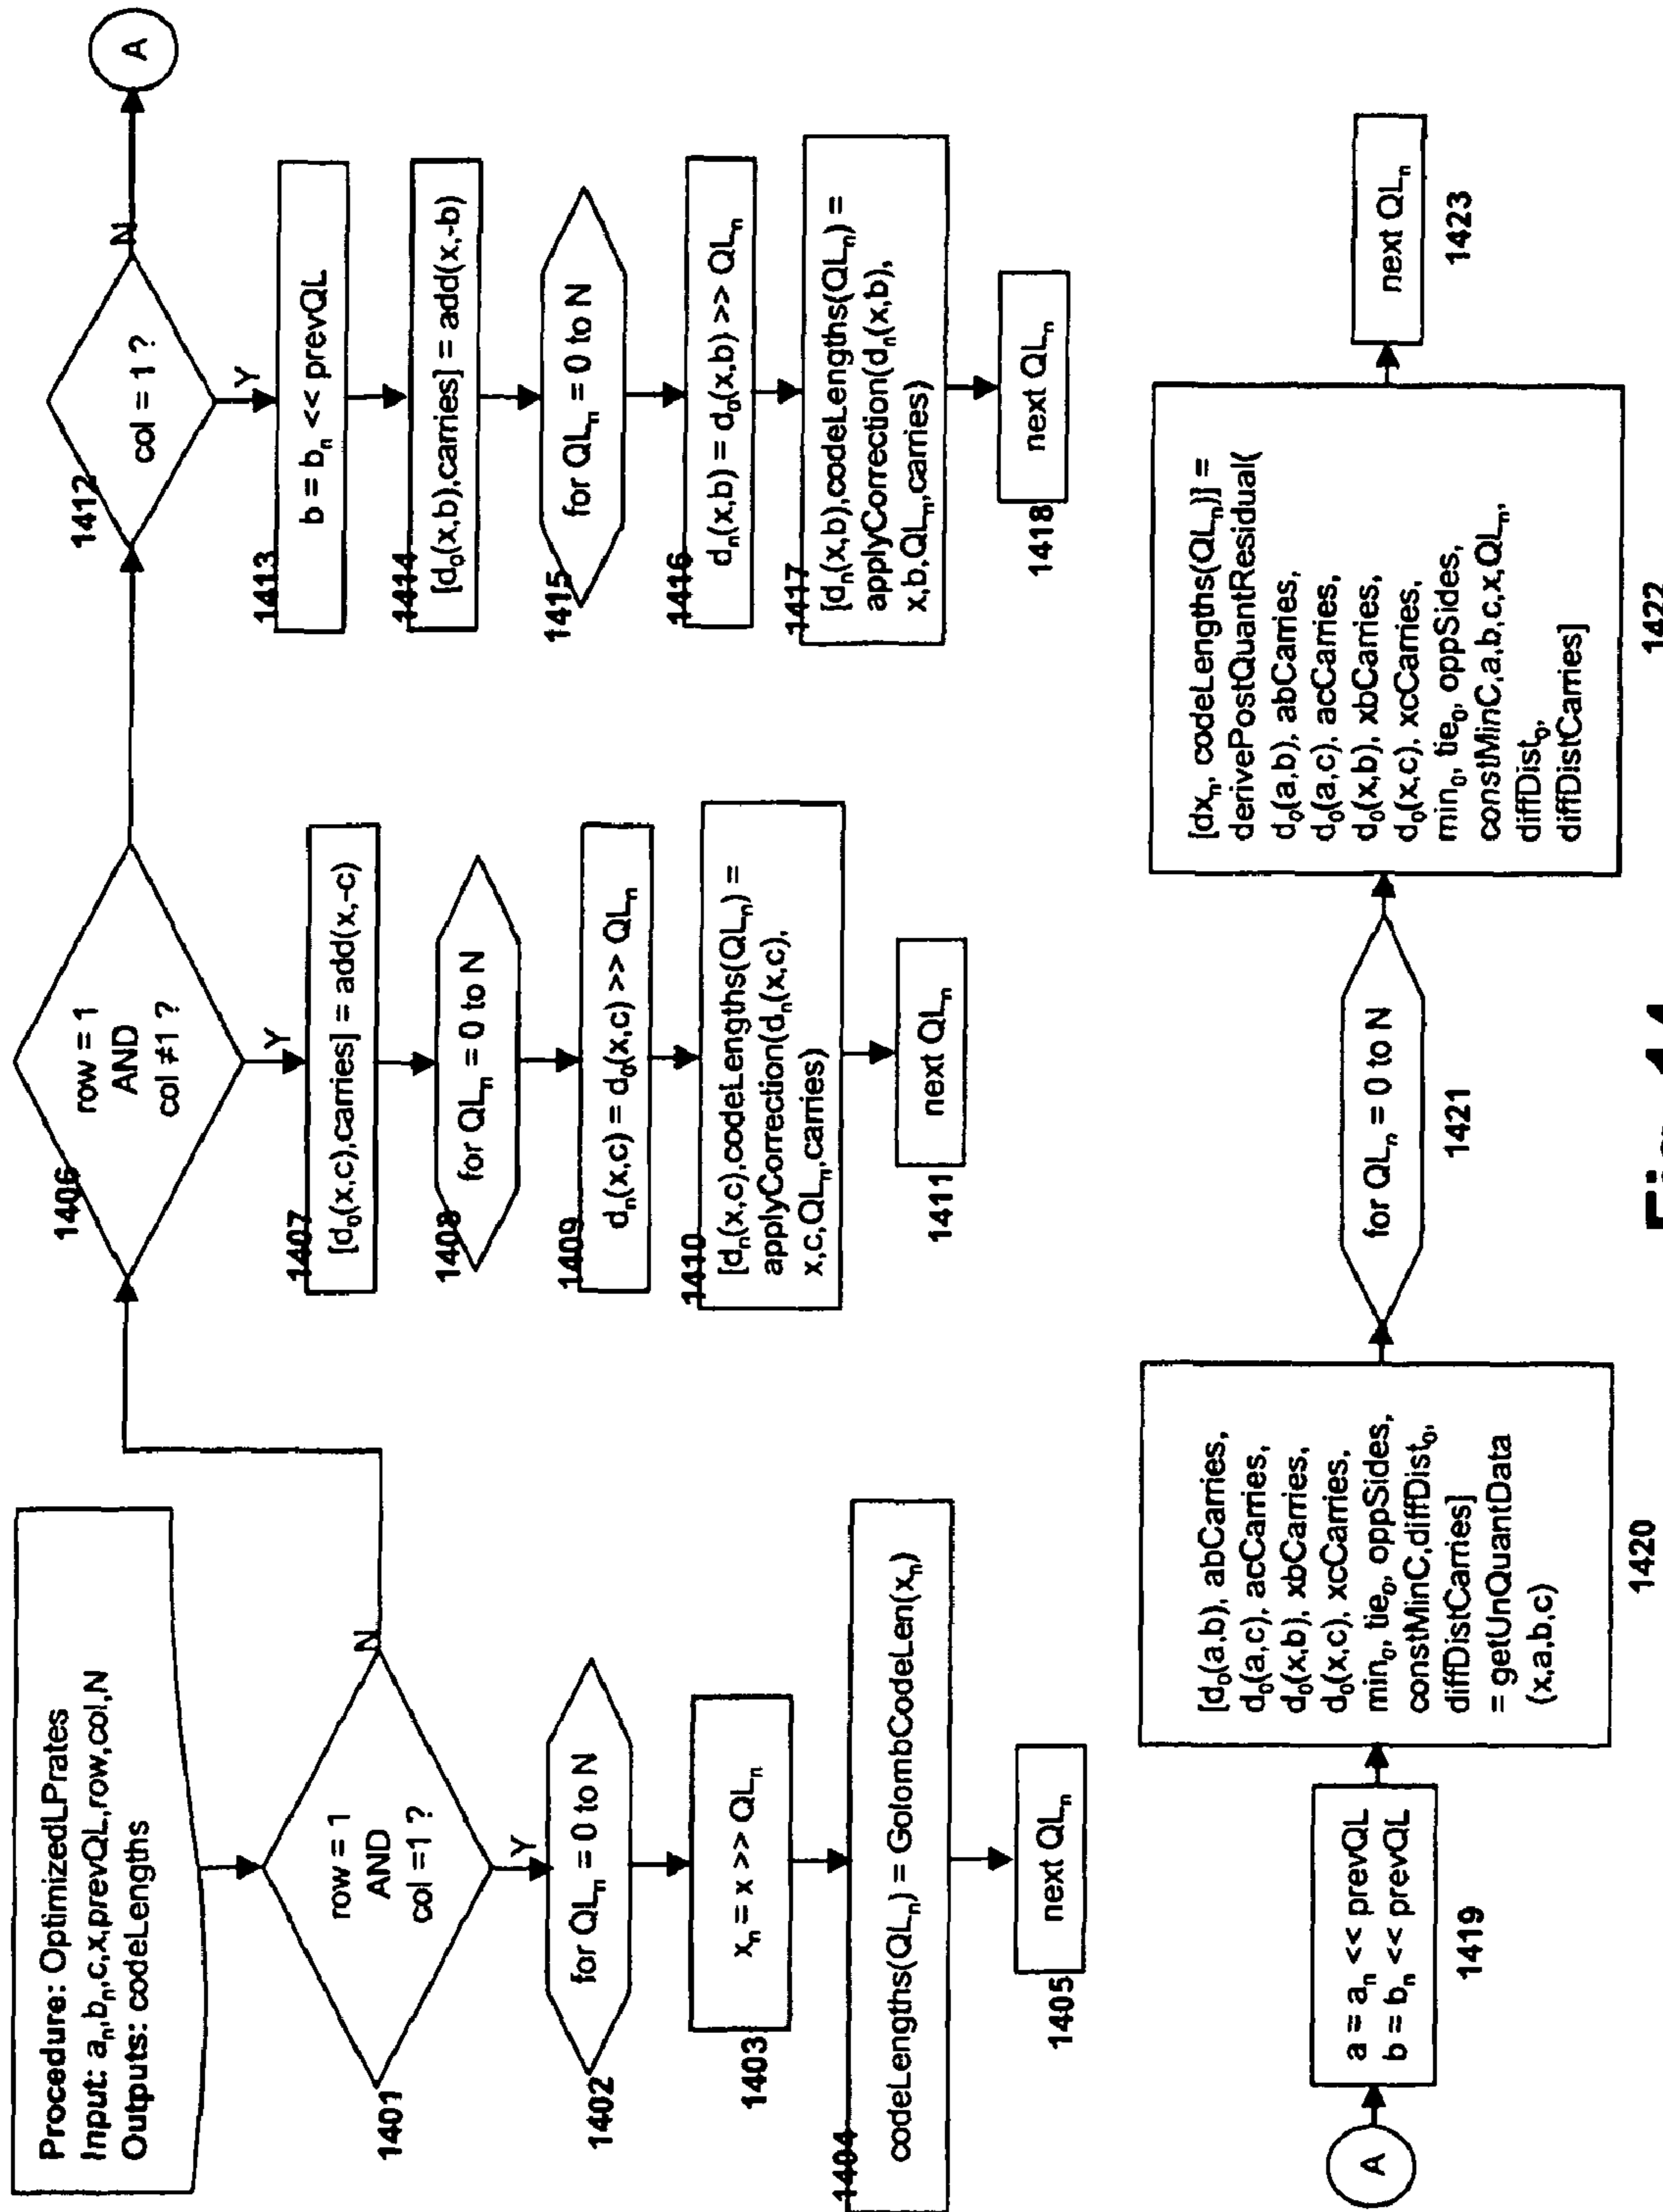 Procedure: OptimizedLPrates
Input: aₙ,bₙ,c,x,prevQL,row,col,N
Outputs: codeLengths
1401
row = 1
AND
col =1 ?
N
Y
1402
for QLₙ = 0 to N
1403
xₙ = x >> QLₙ
1404
codeLengths(QLₙ) = GolombCodeLen(xₙ)
1405
next QLₙ
1406
row = 1
AND
col ≠1 ?
Y
1407
[d₀(x,c),carries] = add(x,-c)
1408
for QLₙ = 0 to N
1409
dₙ(x,c) = d₀(x,c) >> QLₙ
1410
[dₙ(x,c),codeLengths(QLₙ) =
applyCorrection(dₙ(x,c),
x,c,QLₙ,carries)
1411
next QLₙ
1412
col = 1 ?
N
A
Y
1413
b = bₙ << prevQL
1414
[d₀(x,b),carries] = add(x,-b)
1415
for QLₙ = 0 to N
1416
dₙ(x,b) = d₀(x,b) >> QLₙ
1417
[dₙ(x,b),codeLengths(QLₙ) =
applyCorrection(dₙ(x,b),
x,b,QLₙ,carries)
1418
next QLₙ
A
a = aₙ << prevQL
b = bₙ << prevQL
1419
[d₀(a,b), abCarries,
d₀(a,c), acCarries,
d₀(x,b), xbCarries,
d₀(x,c), xcCarries,
min₀, tie₀, oppSides,
constMinC,diffDist₀,
diffDistCarries]
= getUnQuantData
(x,a,b,c)
1420
for QLₙ = 0 to N
1421
[dxₙ, codeLengths(QLₙ)] =
derivePostQuantResidual(
d₀(a,b), abCarries,
d₀(a,c), acCarries,
d₀(x,b), xbCarries,
d₀(x,c), xcCarries,
min₀, tie₀, oppSides,
constMinC,a,b,c,x,QLₙ,
diffDist₀,
diffDistCarries]
1422
next QLₙ
1423
Fig. 14